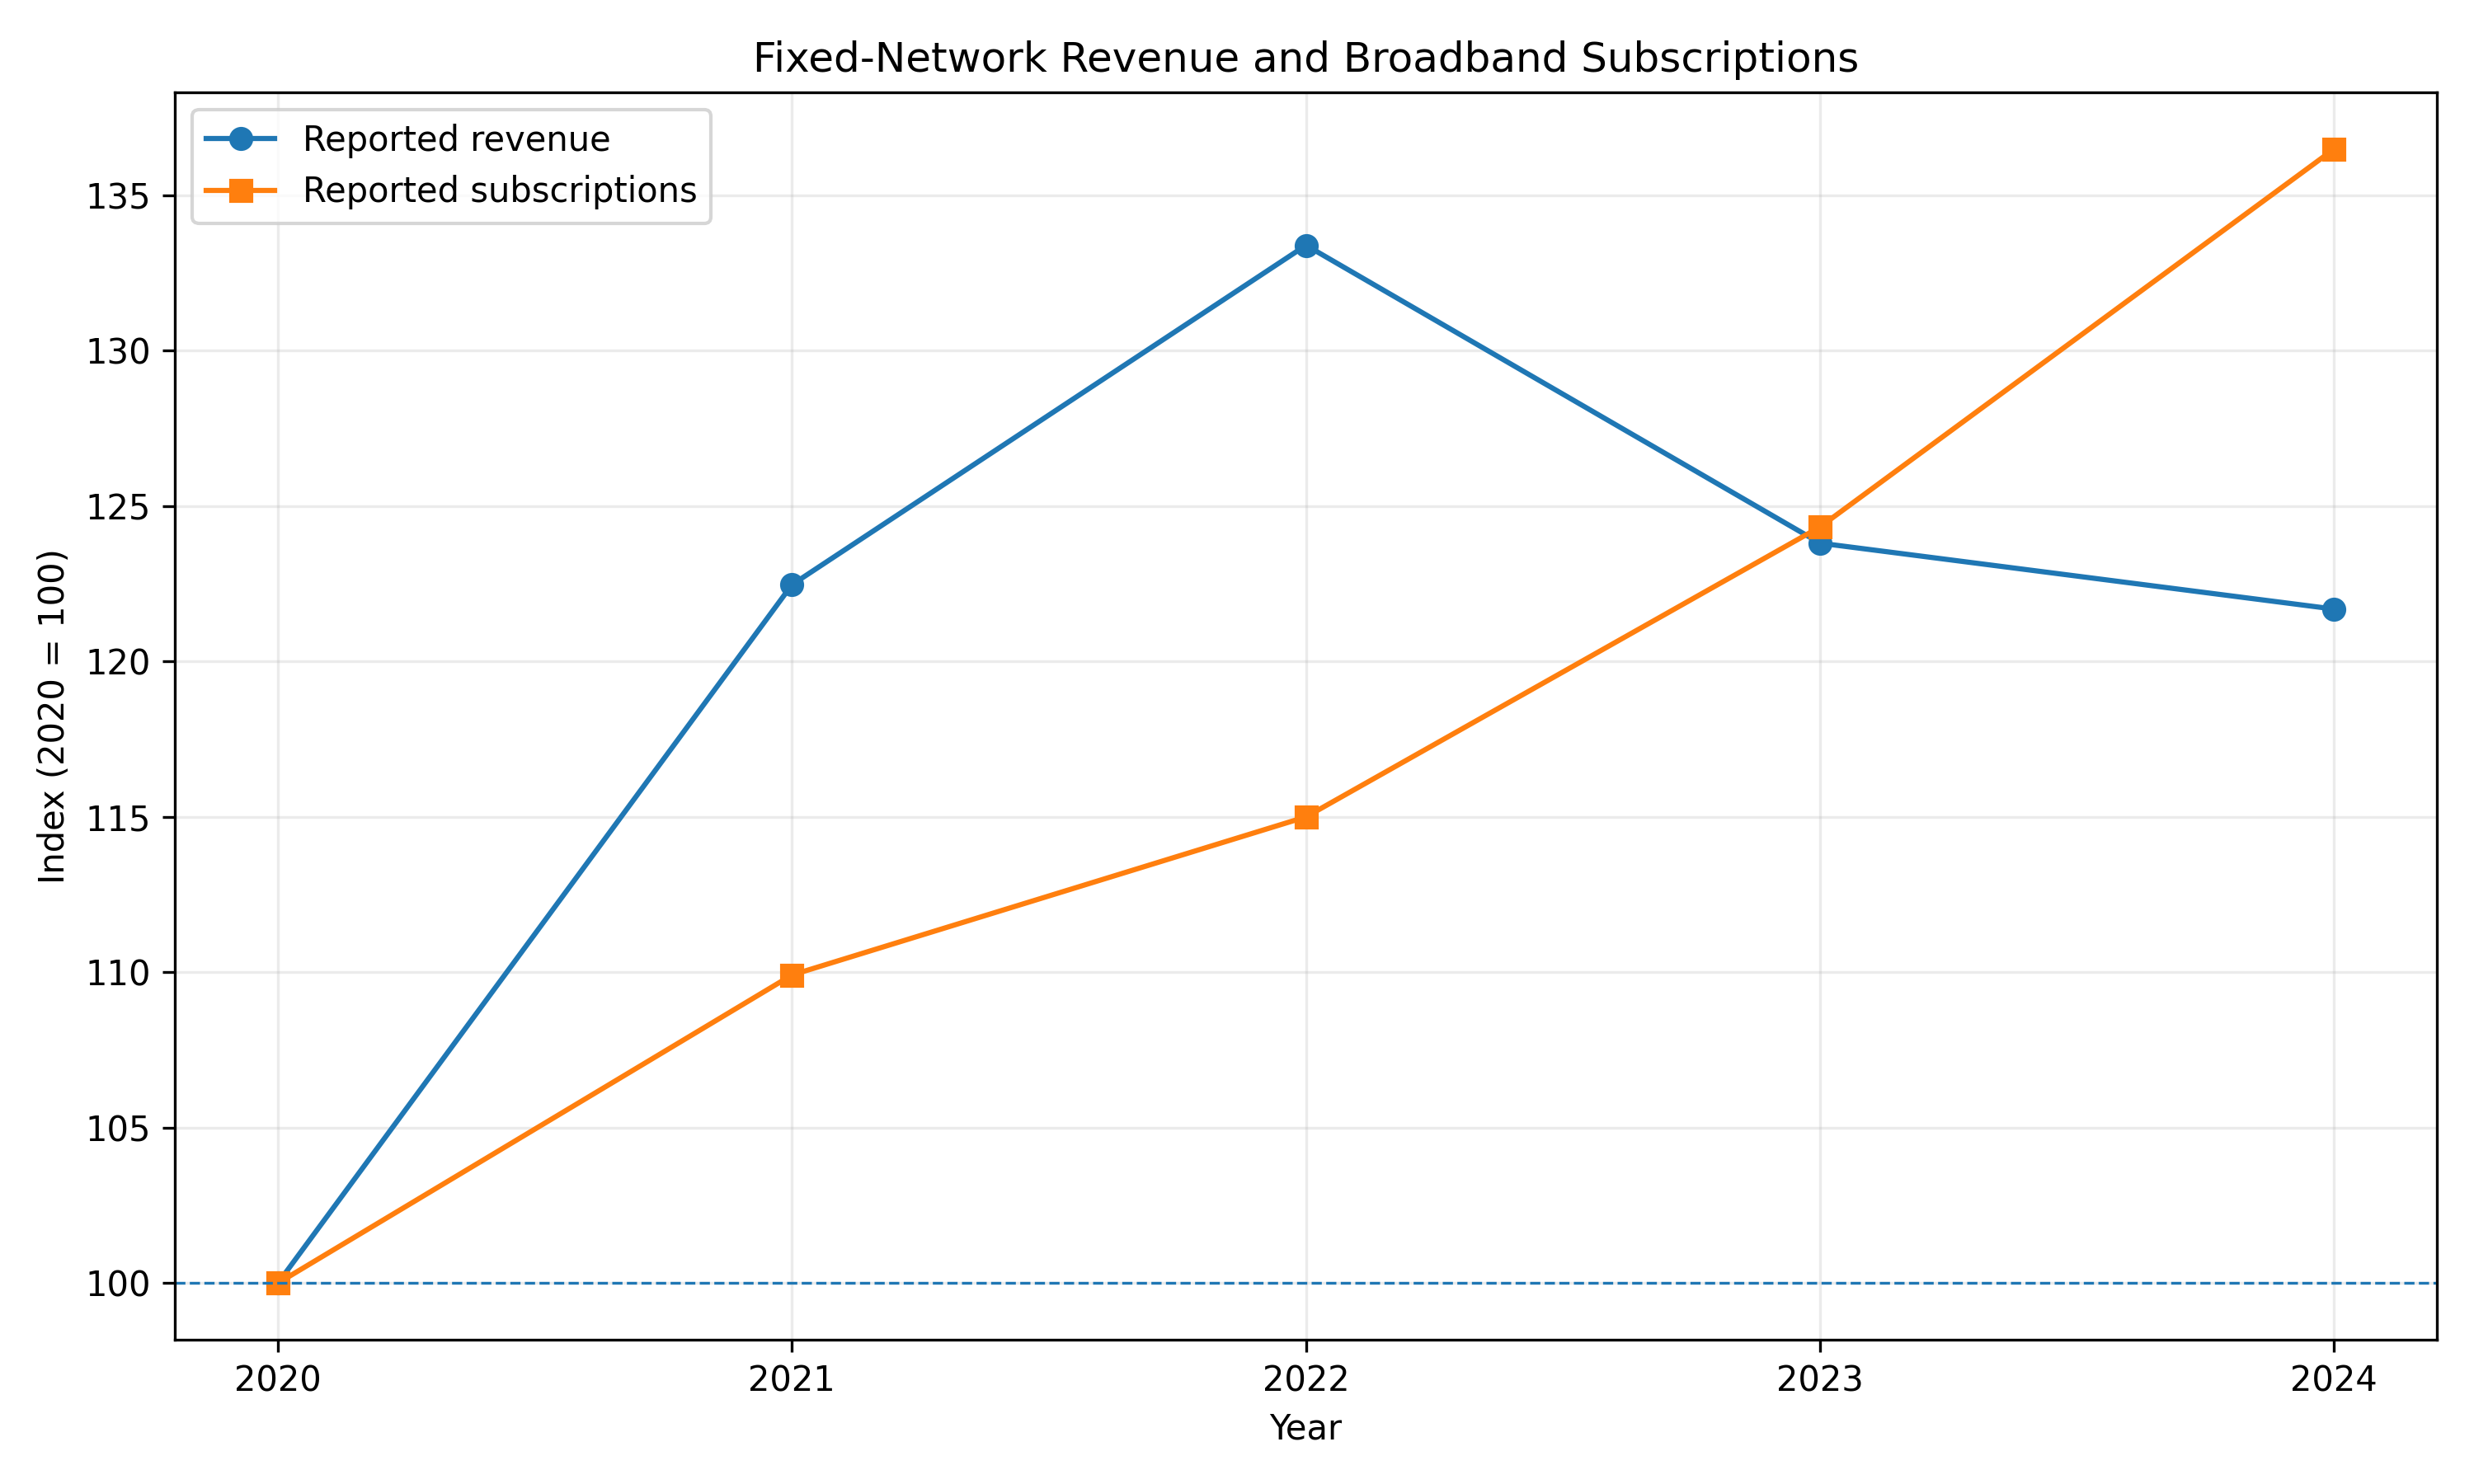 Fixed-Network Revenue and Broadband Subscriptions
Reported revenue
Reported subscriptions
Index (2020 = 100)
135
130
125
120
115
110
105
100
2020 2021 2022 2023 2024
Year